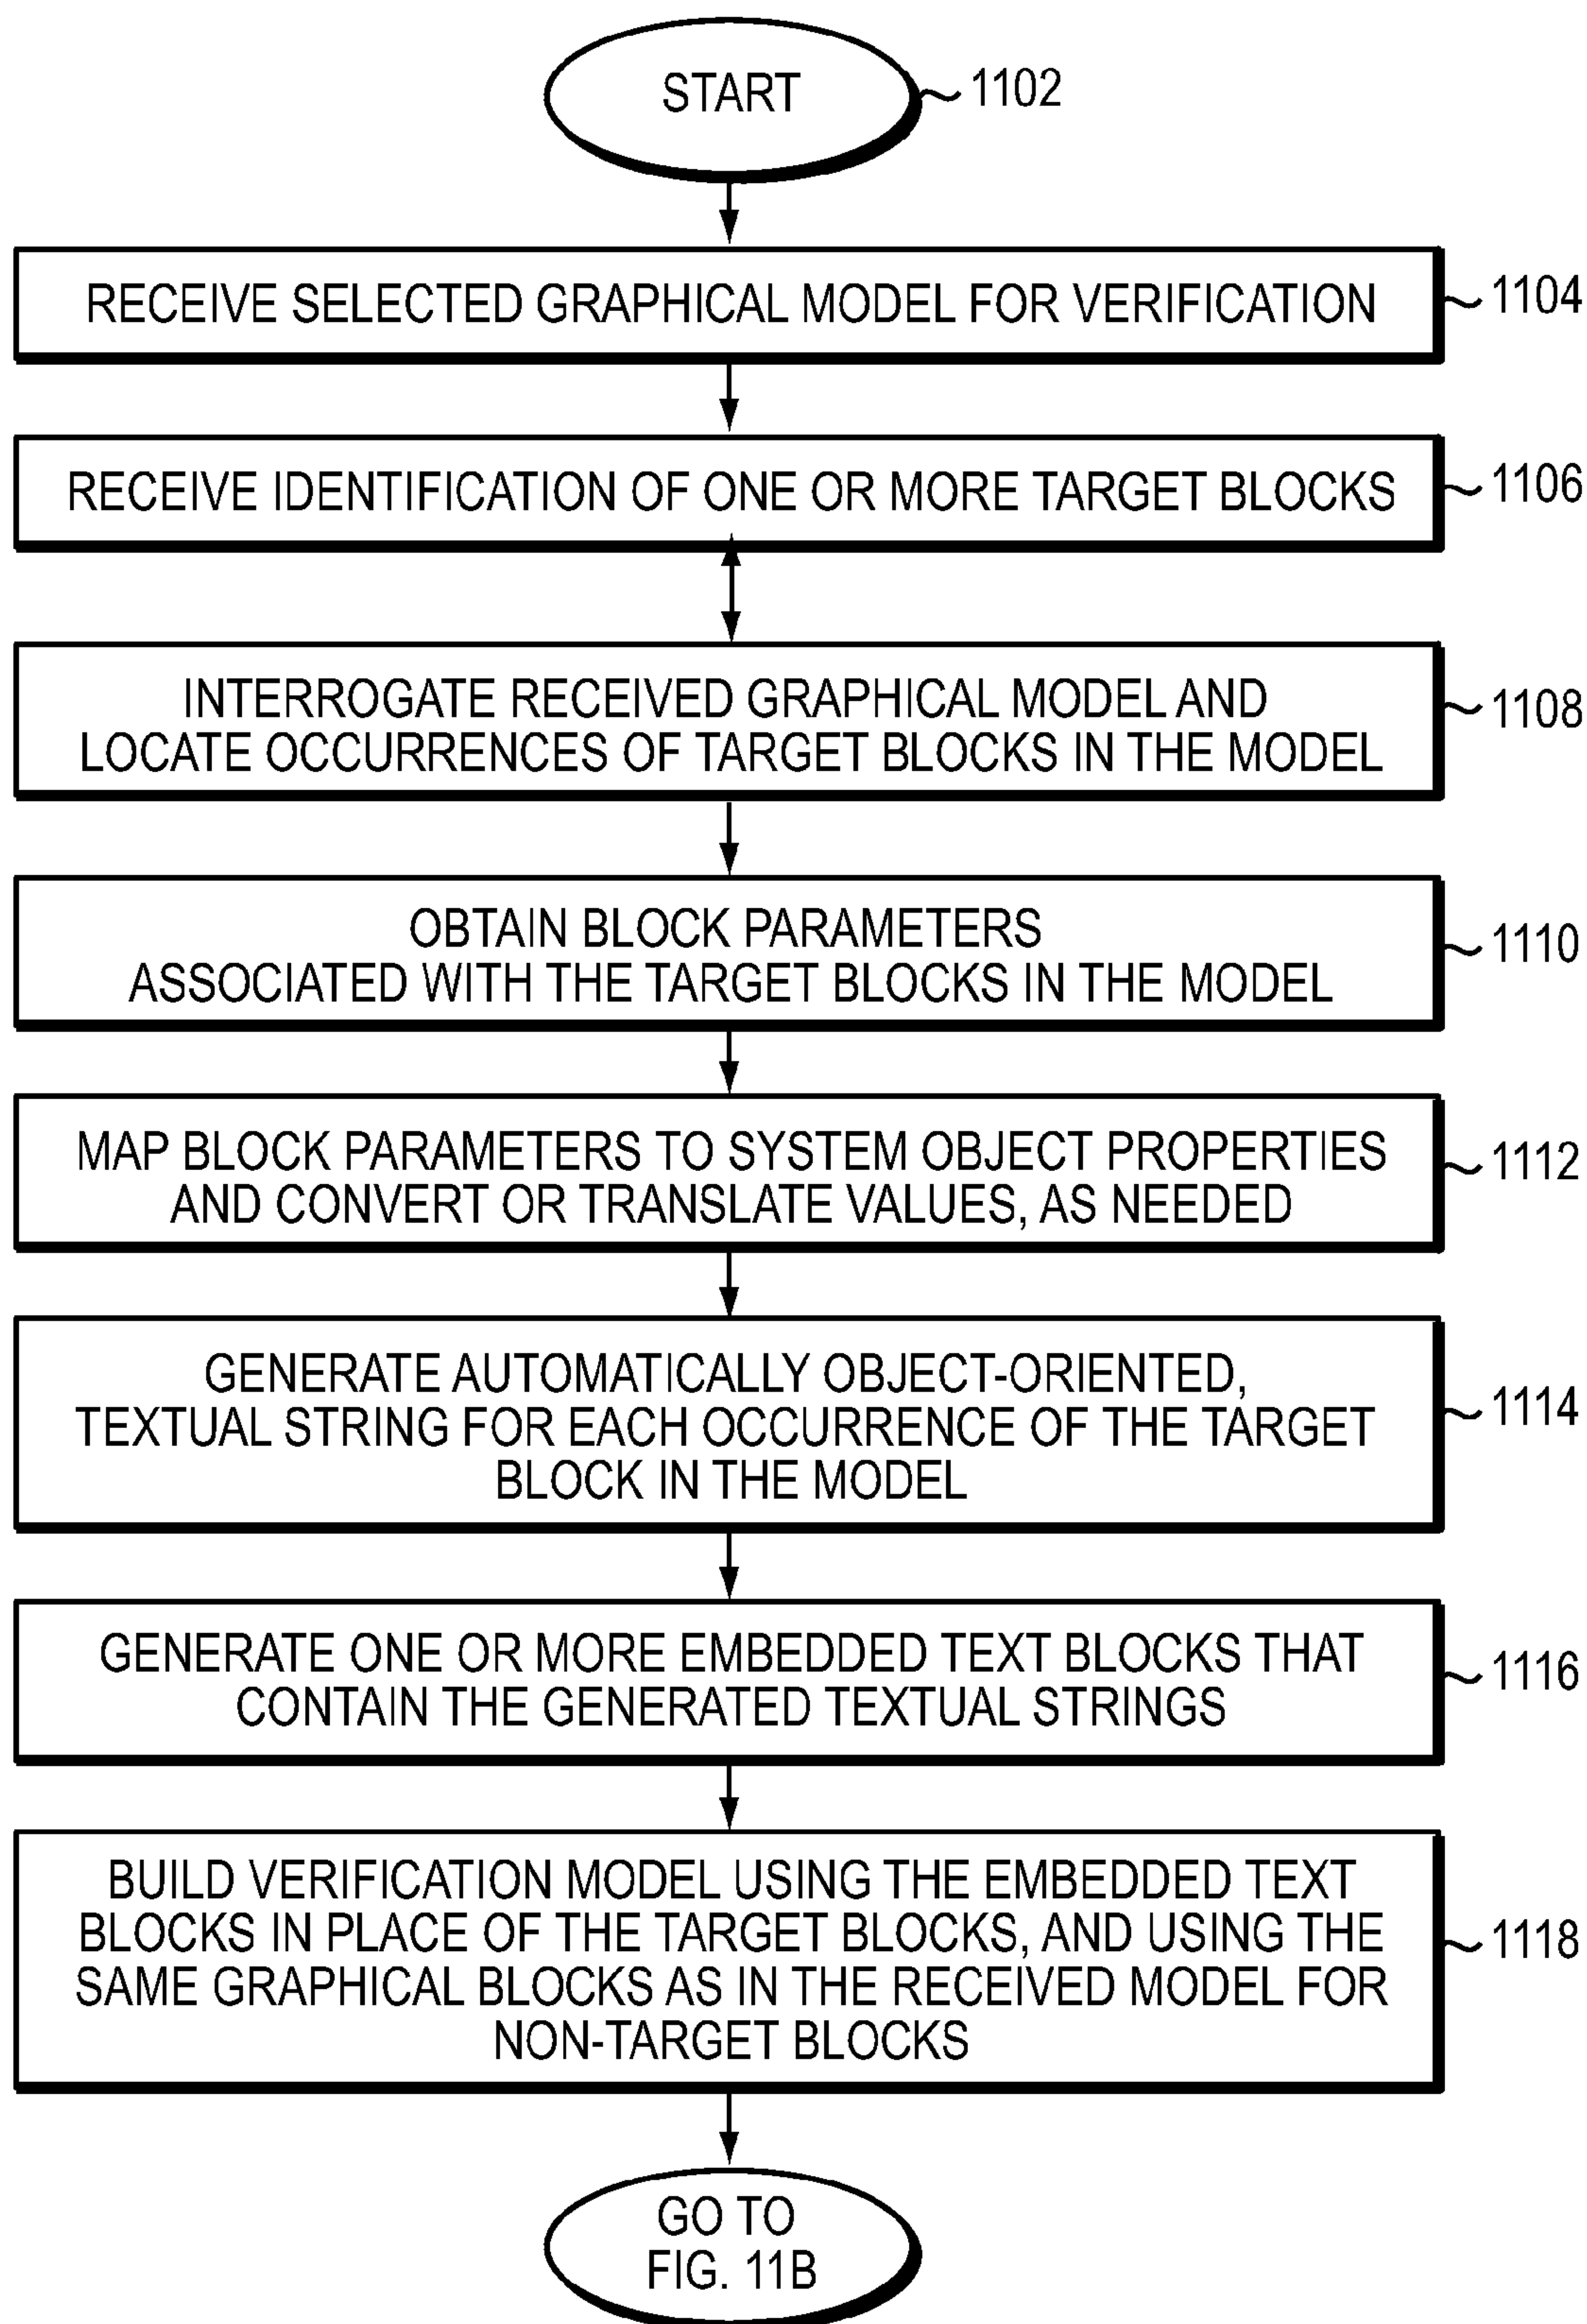 START
1102
RECEIVE SELECTED GRAPHICAL MODEL FOR VERIFICATION
1104
RECEIVE IDENTIFICATION OF ONE OR MORE TARGET BLOCKS
1106
INTERROGATE RECEIVED GRAPHICAL MODEL AND
LOCATE OCCURRENCES OF TARGET BLOCKS IN THE MODEL
1108
OBTAIN BLOCK PARAMETERS
ASSOCIATED WITH THE TARGET BLOCKS IN THE MODEL
1110
MAP BLOCK PARAMETERS TO SYSTEM OBJECT PROPERTIES
AND CONVERT OR TRANSLATE VALUES, AS NEEDED
1112
GENERATE AUTOMATICALLY OBJECT-ORIENTED,
TEXTUAL STRING FOR EACH OCCURRENCE OF THE TARGET
BLOCK IN THE MODEL
1114
GENERATE ONE OR MORE EMBEDDED TEXT BLOCKS THAT
CONTAIN THE GENERATED TEXTUAL STRINGS
1116
BUILD VERIFICATION MODEL USING THE EMBEDDED TEXT
BLOCKS IN PLACE OF THE TARGET BLOCKS, AND USING THE
SAME GRAPHICAL BLOCKS AS IN THE RECEIVED MODEL FOR
NON-TARGET BLOCKS
1118
GO TO
FIG. 11B